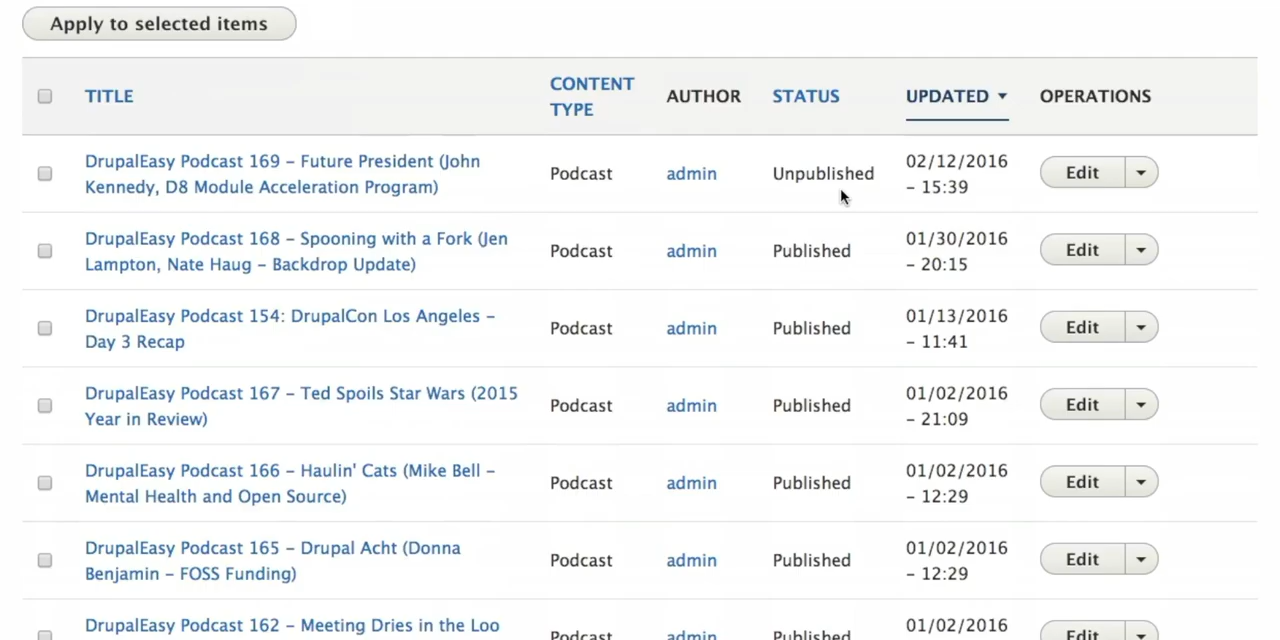 Apply to selected items
TITLE CONTENT TYPE AUTHOR STATUS UPDATED OPERATIONS
DrupalEasy Podcast 169 – Future President (John
Kennedy, D8 Module Acceleration Program)
Podcast admin Unpublished 02/12/2016
– 15:39
Edit
DrupalEasy Podcast 168 – Spooning with a Fork (Jen
Lampton, Nate Haug – Backdrop Update)
Podcast admin Published 01/30/2016
– 20:15
Edit
DrupalEasy Podcast 154: DrupalCon Los Angeles –
Day 3 Recap
Podcast admin Published 01/13/2016
– 11:41
Edit
DrupalEasy Podcast 167 – Ted Spoils Star Wars (2015
Year in Review)
Podcast admin Published 01/02/2016
– 21:09
Edit
DrupalEasy Podcast 166 – Haulin' Cats (Mike Bell –
Mental Health and Open Source)
Podcast admin Published 01/02/2016
– 12:29
Edit
DrupalEasy Podcast 165 – Drupal Acht (Donna
Benjamin – FOSS Funding)
Podcast admin Published 01/02/2016
– 12:29
Edit
DrupalEasy Podcast 162 – Meeting Dries in the Loo
Podcast admin Published 01/02/2016
Edit